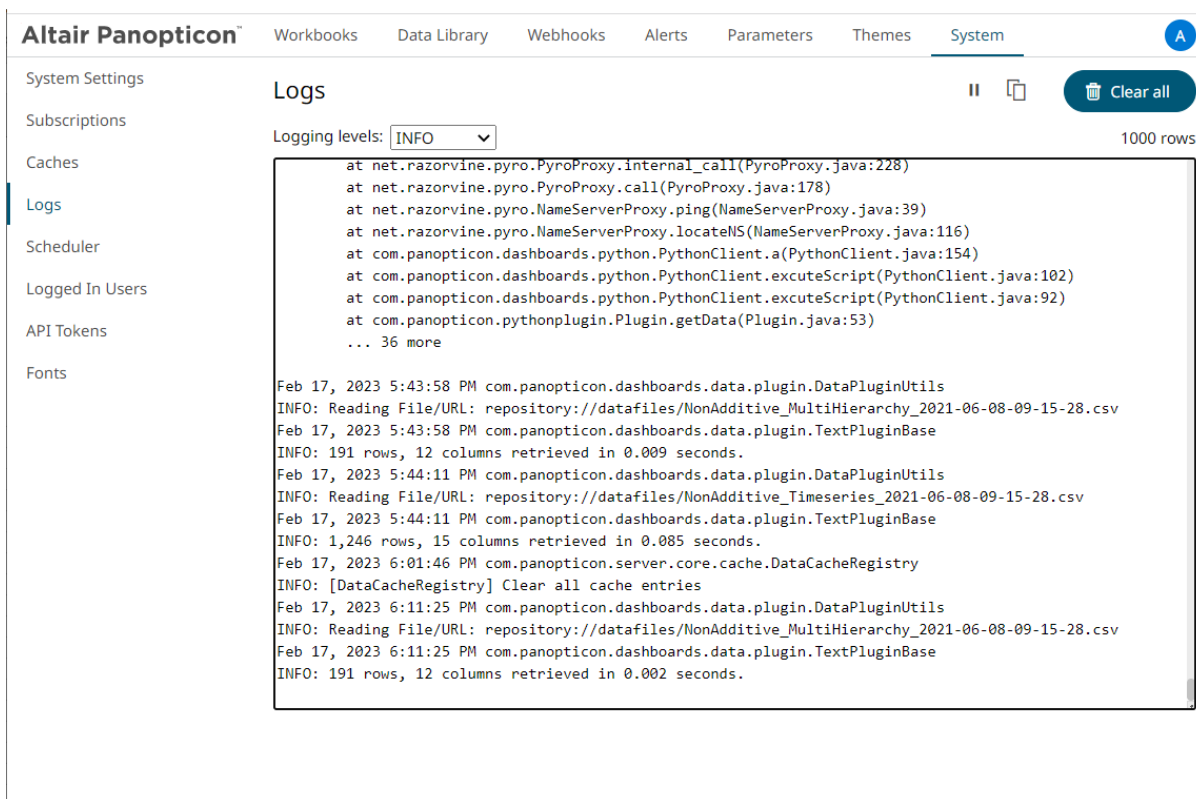 Altair Panopticon™ Workbooks Data Library Webhooks Alerts Parameters Themes System A
System Settings
Subscriptions
Caches
Logs
Scheduler
Logged In Users
API Tokens
Fonts
Logs
Clear all
Logging levels: INFO
1000 rows
at net.razorvine.pyro.PyroProxy.internal_call(PyroProxy.java:228)
at net.razorvine.pyro.PyroProxy.call(PyroProxy.java:178)
at net.razorvine.pyro.NameServerProxy.ping(NameServerProxy.java:39)
at net.razorvine.pyro.NameServerProxy.locateNS(NameServerProxy.java:116)
at com.panopticon.dashboards.python.PythonClient.a(PythonClient.java:154)
at com.panopticon.dashboards.python.PythonClient.excuteScript(PythonClient.java:102)
at com.panopticon.dashboards.python.PythonClient.excuteScript(PythonClient.java:92)
at com.panopticon.pythonplugin.Plugin.getData(Plugin.java:53)
... 36 more
Feb 17, 2023 5:43:58 PM com.panopticon.dashboards.data.plugin.DataPluginUtils
INFO: Reading File/URL: repository://datafiles/NonAdditive_MultiHierarchy_2021-06-08-09-15-28.csv
Feb 17, 2023 5:43:58 PM com.panopticon.dashboards.data.plugin.TextPluginBase
INFO: 191 rows, 12 columns retrieved in 0.009 seconds.
Feb 17, 2023 5:44:11 PM com.panopticon.dashboards.data.plugin.DataPluginUtils
INFO: Reading File/URL: repository://datafiles/NonAdditive_Timeseries_2021-06-08-09-15-28.csv
Feb 17, 2023 5:44:11 PM com.panopticon.dashboards.data.plugin.TextPluginBase
INFO: 1,246 rows, 15 columns retrieved in 0.085 seconds.
Feb 17, 2023 6:01:46 PM com.panopticon.server.core.cache.DataCacheRegistry
INFO: [DataCacheRegistry] Clear all cache entries
Feb 17, 2023 6:11:25 PM com.panopticon.dashboards.data.plugin.DataPluginUtils
INFO: Reading File/URL: repository://datafiles/NonAdditive_MultiHierarchy_2021-06-08-09-15-28.csv
Feb 17, 2023 6:11:25 PM com.panopticon.dashboards.data.plugin.TextPluginBase
INFO: 191 rows, 12 columns retrieved in 0.002 seconds.